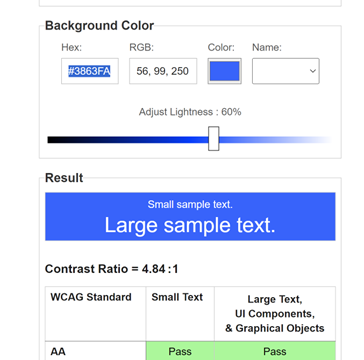 Background Color
Hex: RGB: Color: Name:
#3863FA 56, 99, 250
Adjust Lightness : 60%
Result
Small sample text.
Large sample text.
Contrast Ratio = 4.84:1
WCAG Standard Small Text Large Text,
UI Components,
& Graphical Objects
AA Pass Pass